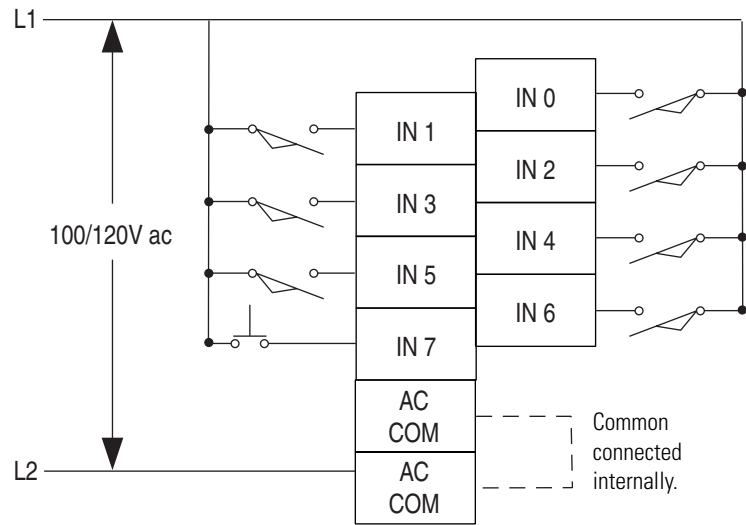 L1
IN 0
IN 1
IN 2
IN 3
100/120V ac
IN 4
IN 5
IN 6
IN 7
AC
COM
Common
connected
internally.
L2
AC
COM